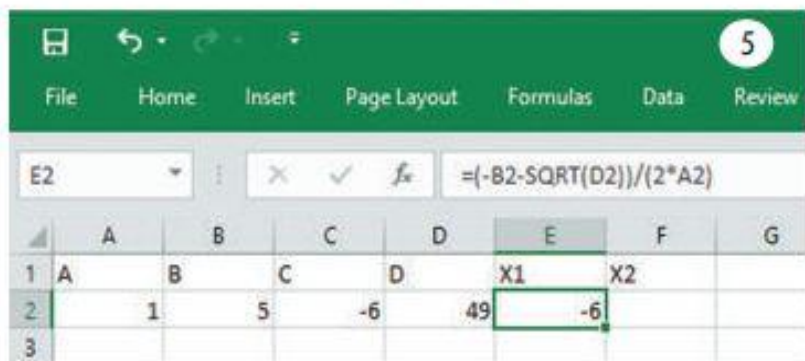 5
File Home Insert Page Layout Formulas Data Review
E2 fx =(-B2-SQRT(D2))/(2*A2)
A B C D E F G
1 A B C D X1 X2
2 1 5 -6 49 -6
3